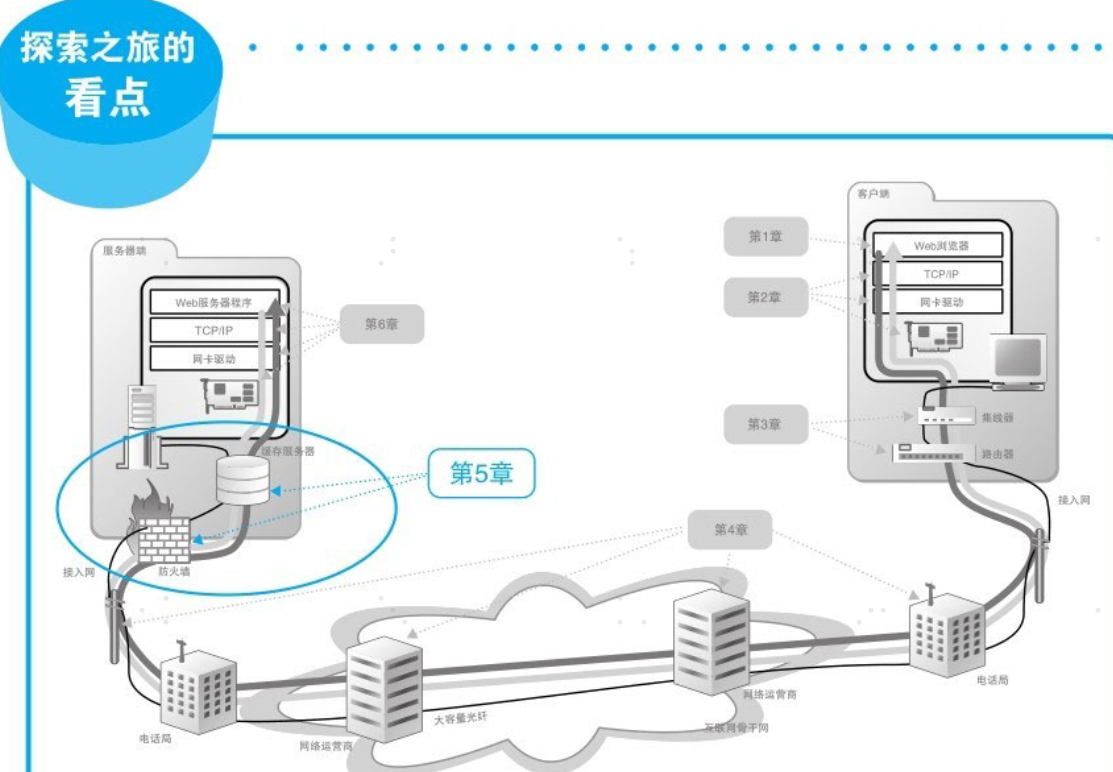 探索之旅的
看点
客户端
第1章
Web浏览器
服务器端
TCP/IP
第2章
网卡驱动
Web服务器程序
第6章
TCP/IP
网卡驱动
第3章
集线器
缓存服务器
路由器
第5章
接入网
第4章
接入网
防火墙
电话局
网络运营商
大容量光纤
互联网骨干网
电话局
网络运营商